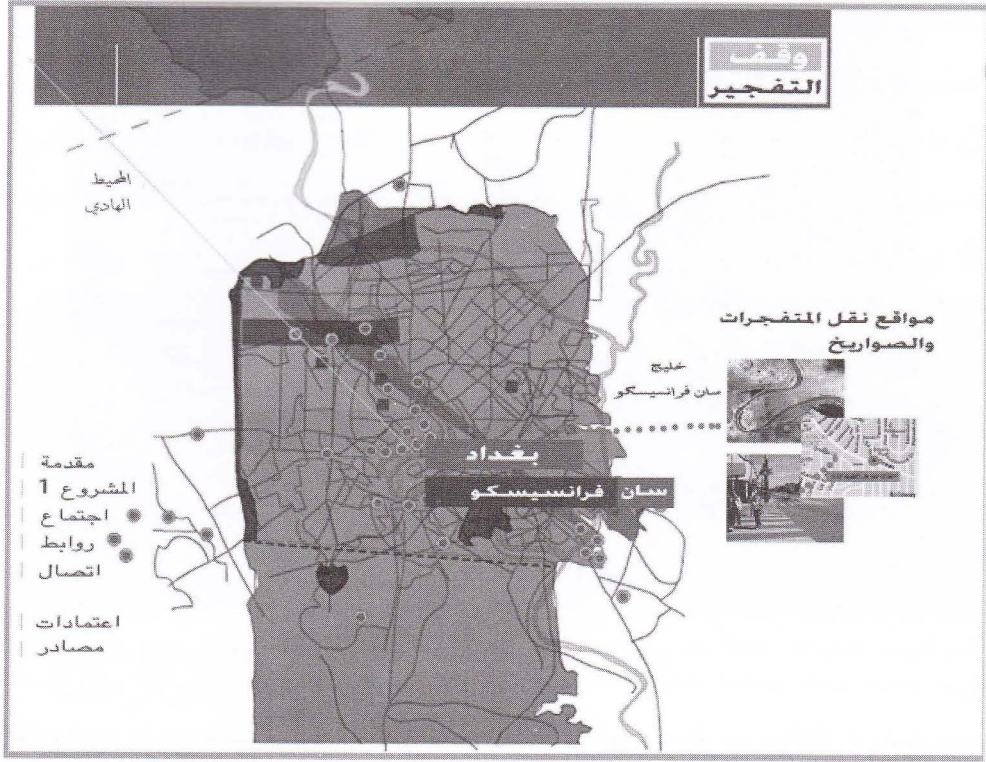 وقف
التفجير
المحيط
الهادي
مواقع نقل المتفجرات
والصواريخ
خليج
سان فرانسيسكو
بغداد
سان فرانسيسكو
مقدمة
المشروع 1
اجتماع
روابط
اتصال
اعتمادات
مصادر